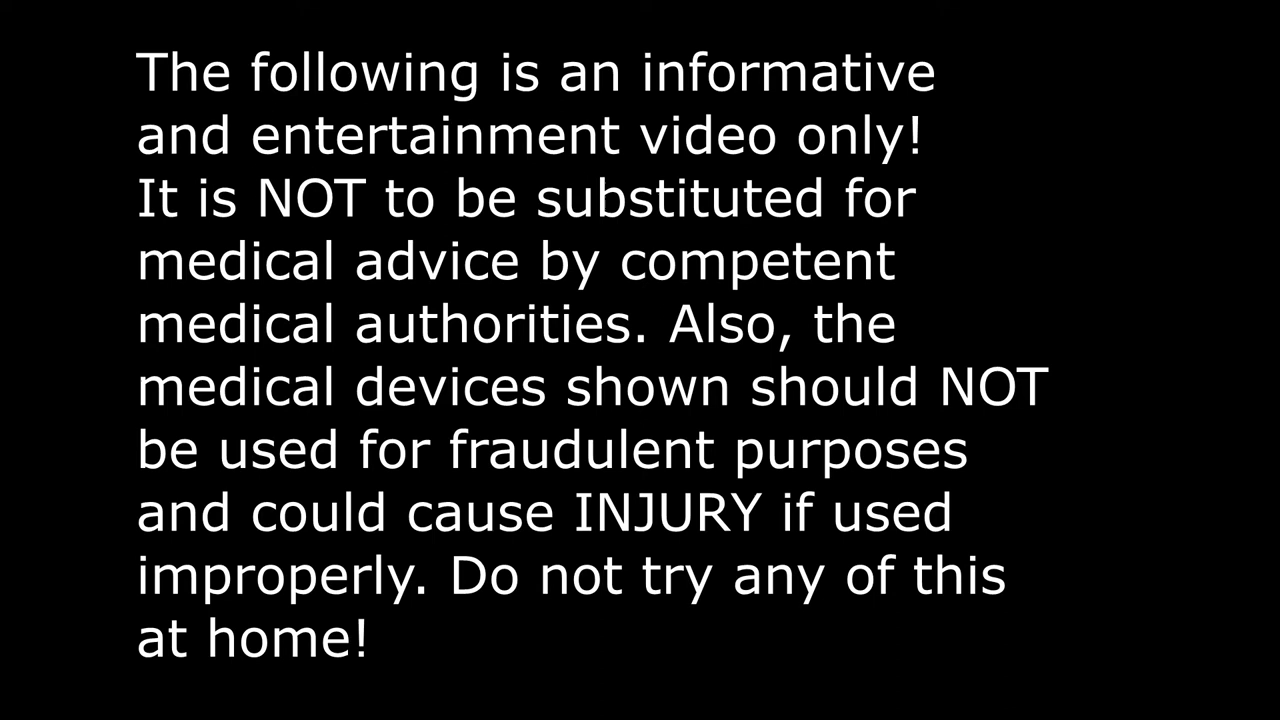 The following is an informative
and entertainment video only!
It is NOT to be substituted for
medical advice by competent
medical authorities. Also, the
medical devices shown should NOT
be used for fraudulent purposes
and could cause INJURY if used
improperly. Do not try any of this
at home!